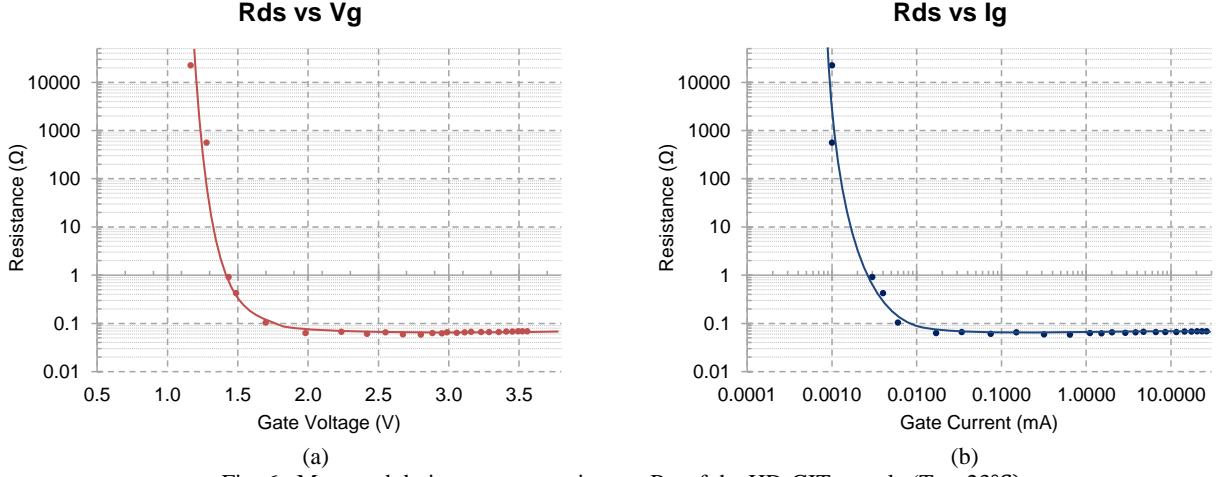 Rds vs Vg
Resistance (Ω)
10000
1000
100
10
1
0.1
0.01
0.5 1.0 1.5 2.0 2.5 3.0 3.5
Gate Voltage (V)
(a)
Rds vs Ig
Resistance (Ω)
10000
1000
100
10
1
0.1
0.01
0.0001 0.0010 0.0100 0.1000 1.0000 10.0000
Gate Current (mA)
(b)